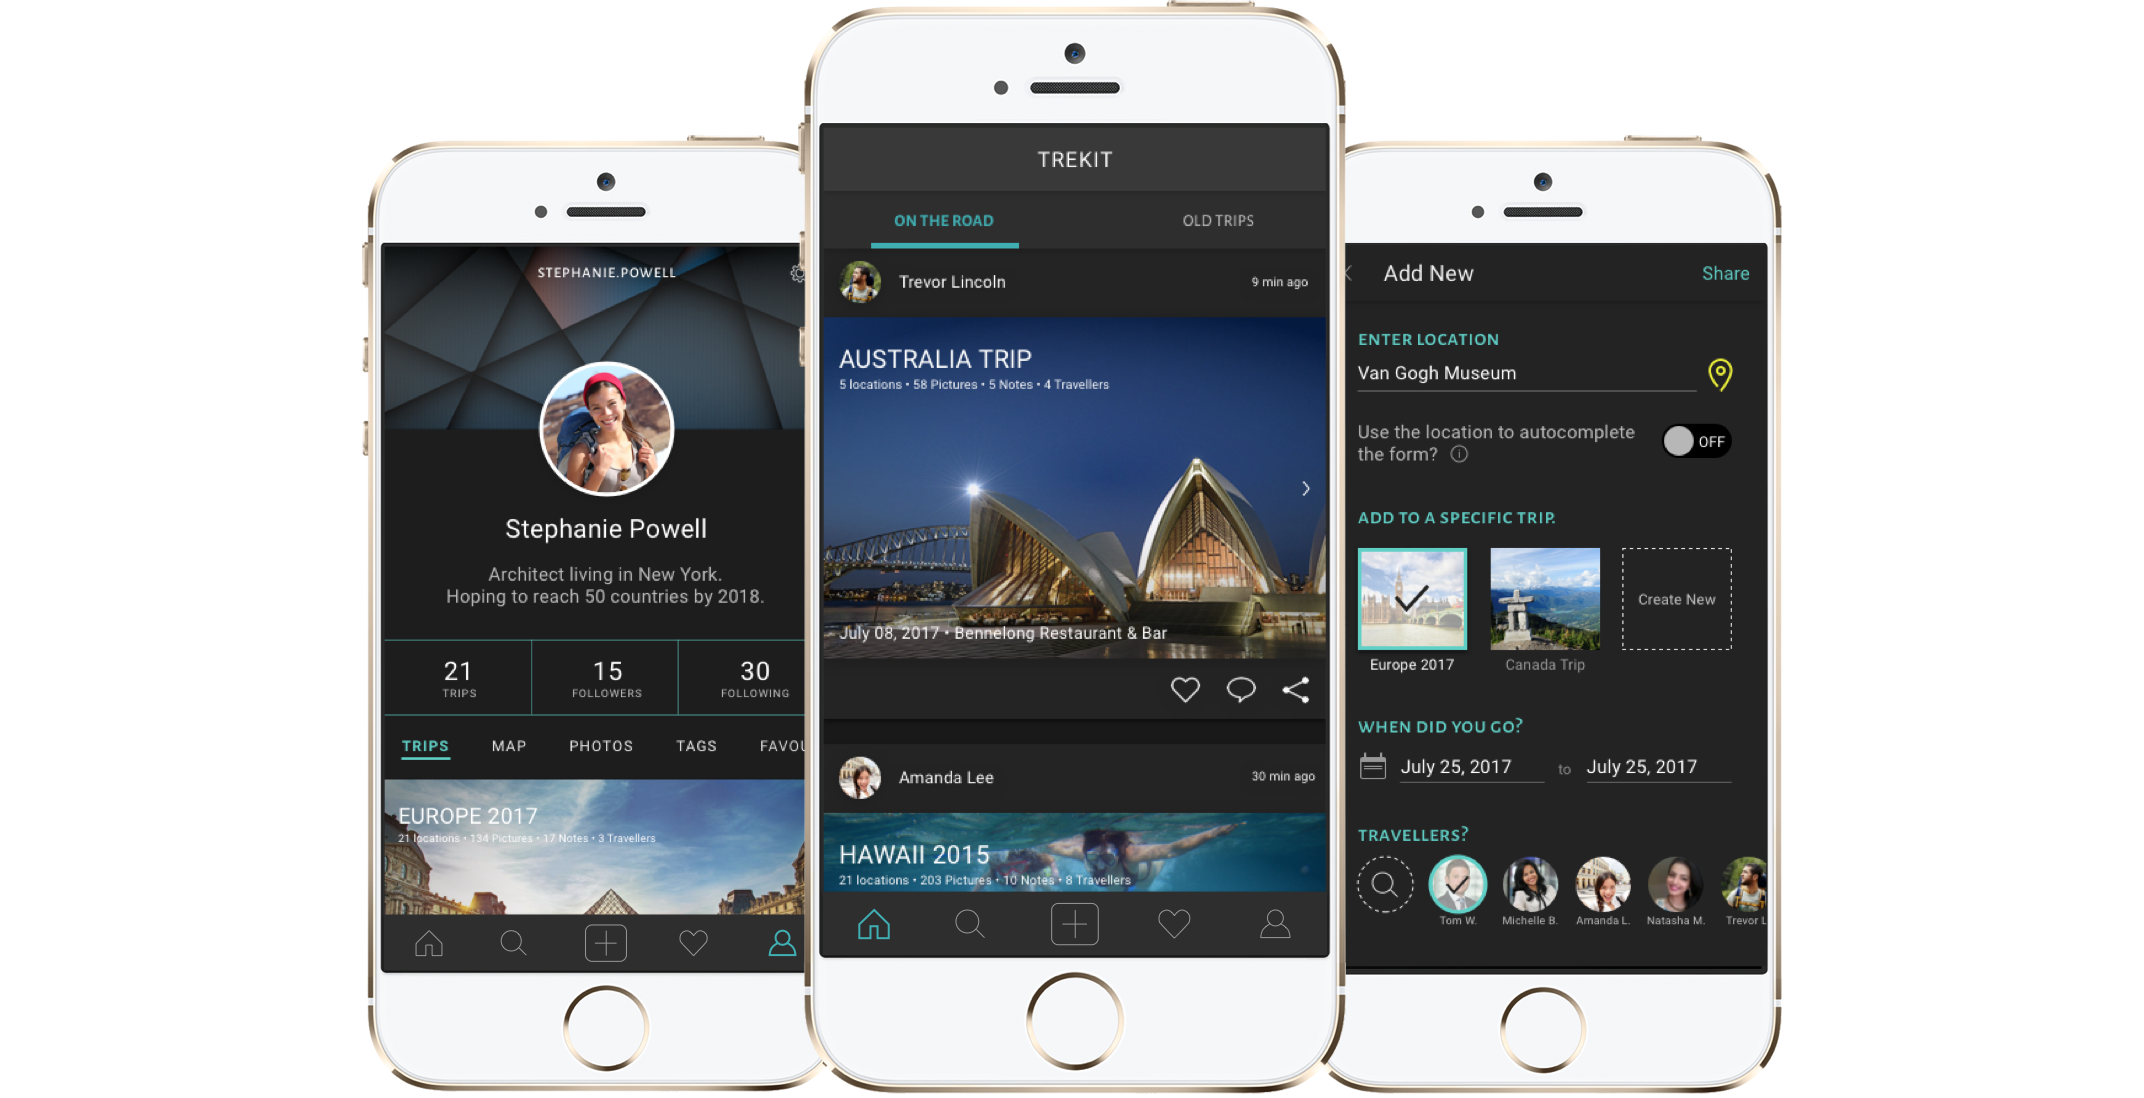 STEPHANIE.POWELL
Stephanie Powell
Architect living in New York.
Hoping to reach 50 countries by 2018.
21
TRIPS
15
FOLLOWERS
30
FOLLOWING
TRIPS MAP PHOTOS TAGS FAVOU
EUROPE 2017
21 locations • 134 Pictures • 17 Notes • 3 Travellers
TREKIT
ON THE ROAD OLD TRIPS
Trevor Lincoln 9 min ago
AUSTRALIA TRIP
5 locations • 58 Pictures • 5 Notes • 4 Travellers
July 08, 2017 • Bennelong Restaurant & Bar
Amanda Lee 30 min ago
HAWAII 2015
21 locations • 203 Pictures • 10 Notes • 8 Travellers
Add New Share
ENTER LOCATION
Van Gogh Museum
Use the location to autocomplete
the form?
OFF
ADD TO A SPECIFIC TRIP.
Create New
Europe 2017 Canada Trip
WHEN DID YOU GO?
July 25, 2017 to July 25, 2017
TRAVELLERS?
Tom W. Michelle B. Amanda L. Natasha M. Trevor L